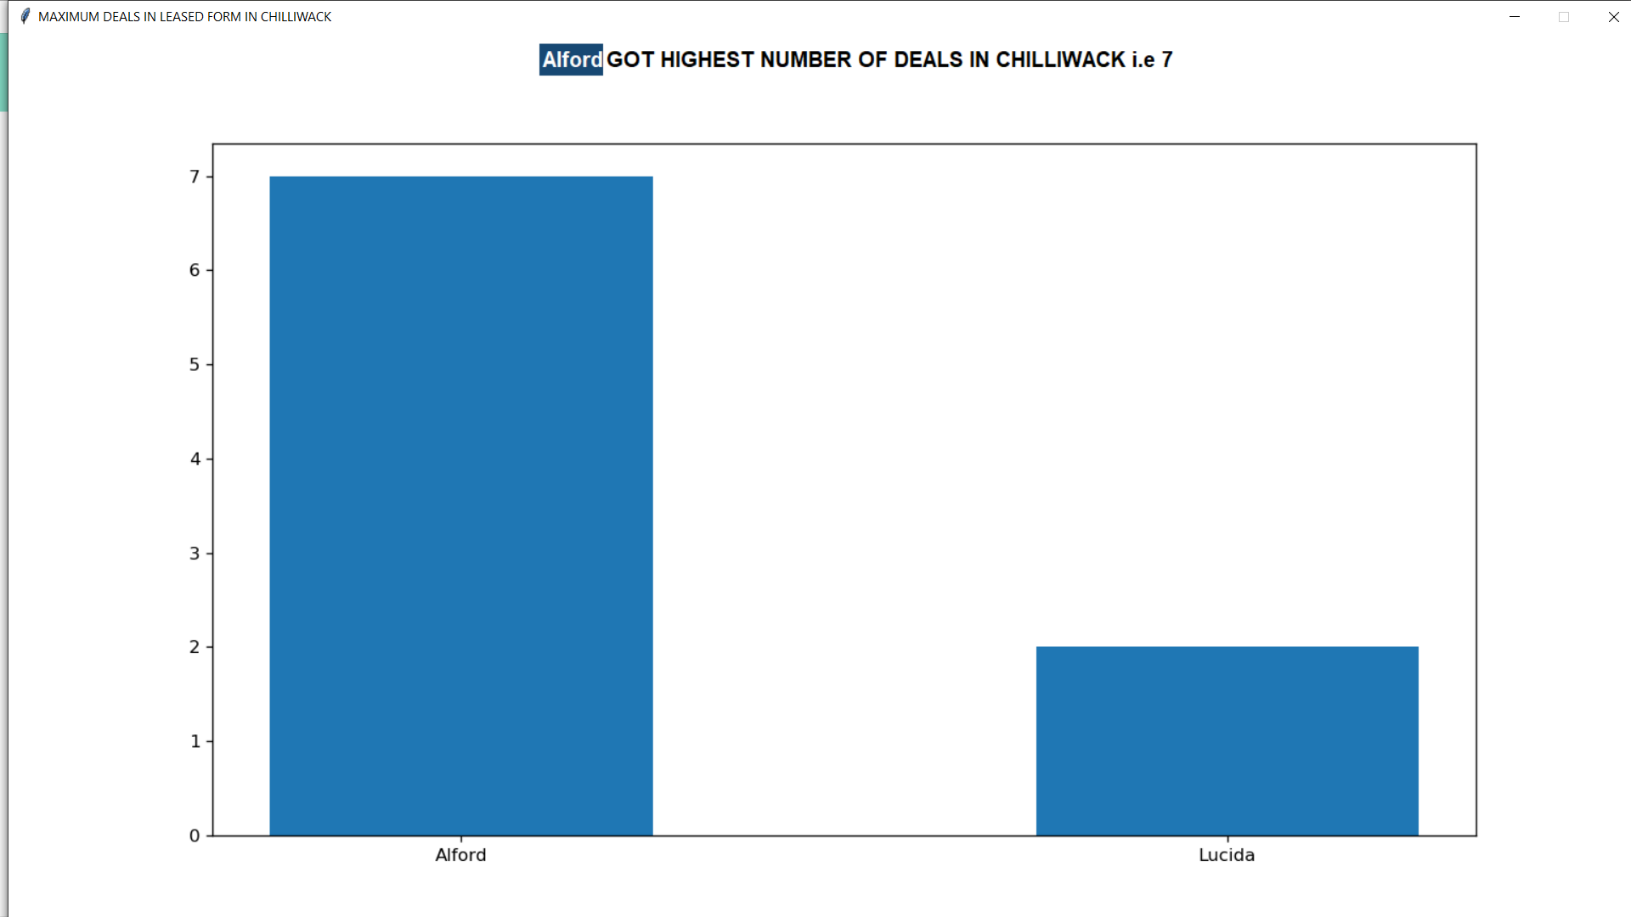 MAXIMUM DEALS IN LEASED FORM IN CHILLIWACK
Alford GOT HIGHEST NUMBER OF DEALS IN CHILLIWACK i.e 7
7
6
5
4
3
2
1
0
Alford Lucida